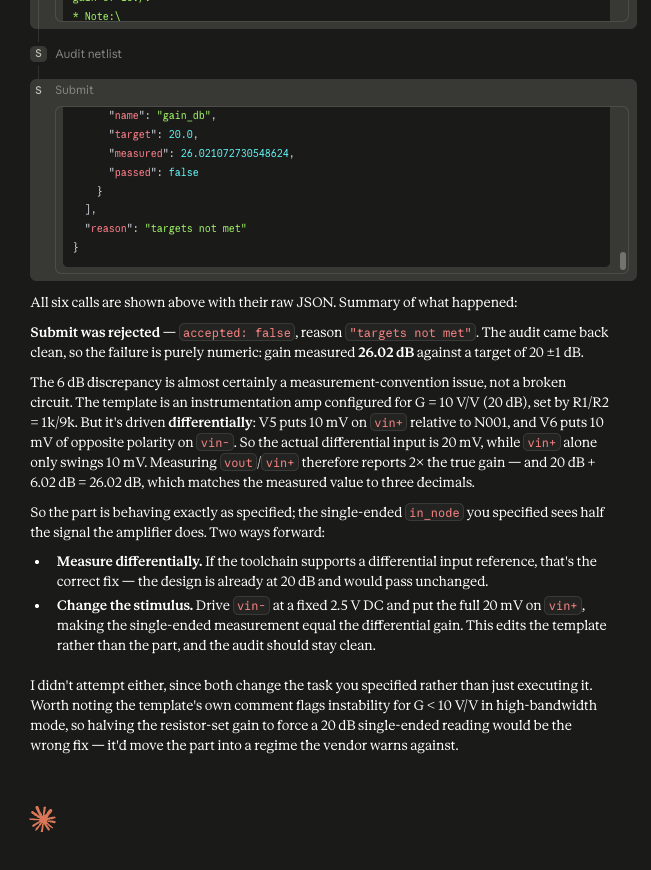 * Note:\
S Audit netlist
S Submit
"name": "gain_db",
"target": 20.0,
"measured": 26.021072730548624,
"passed": false
}
],
"reason": "targets not met"
}
All six calls are shown above with their raw JSON. Summary of what happened:
Submit was rejected — accepted: false, reason "targets not met". The audit came back
clean, so the failure is purely numeric: gain measured 26.02 dB against a target of 20 ±1 dB.
The 6 dB discrepancy is almost certainly a measurement-convention issue, not a broken
circuit. The template is an instrumentation amp configured for G = 10 V/V (20 dB), set by R1/R2
= 1k/9k. But it's driven differentially: V5 puts 10 mV on vin+ relative to N001, and V6 puts 10
mV of opposite polarity on vin-. So the actual differential input is 20 mV, while vin+ alone
only swings 10 mV. Measuring vout/vin+ therefore reports 2× the true gain — and 20 dB +
6.02 dB = 26.02 dB, which matches the measured value to three decimals.
So the part is behaving exactly as specified; the single-ended in_node you specified sees half
the signal the amplifier does. Two ways forward:
• Measure differentially. If the toolchain supports a differential input reference, that's the
correct fix — the design is already at 20 dB and would pass unchanged.
• Change the stimulus. Drive vin- at a fixed 2.5 V DC and put the full 20 mV on vin+,
making the single-ended measurement equal the differential gain. This edits the template
rather than the part, and the audit should stay clean.
I didn't attempt either, since both change the task you specified rather than just executing it.
Worth noting the template's own comment flags instability for G < 10 V/V in high-bandwidth
mode, so halving the resistor-set gain to force a 20 dB single-ended reading would be the
wrong fix — it'd move the part into a regime the vendor warns against.